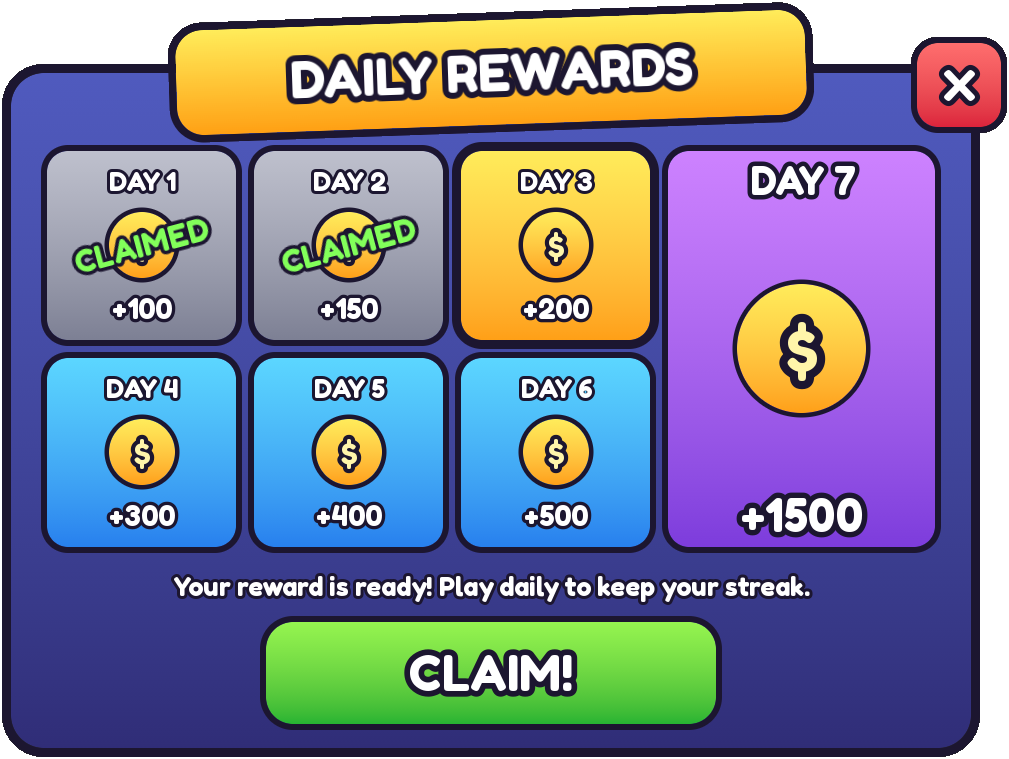 DAILY REWARDS
X
DAY 1
CLAIMED
+100
DAY 2
CLAIMED
+150
DAY 3
$
+200
DAY 4
$
+300
DAY 5
$
+400
DAY 6
$
+500
DAY 7
$
+1500
Your reward is ready! Play daily to keep your streak.
CLAIM!